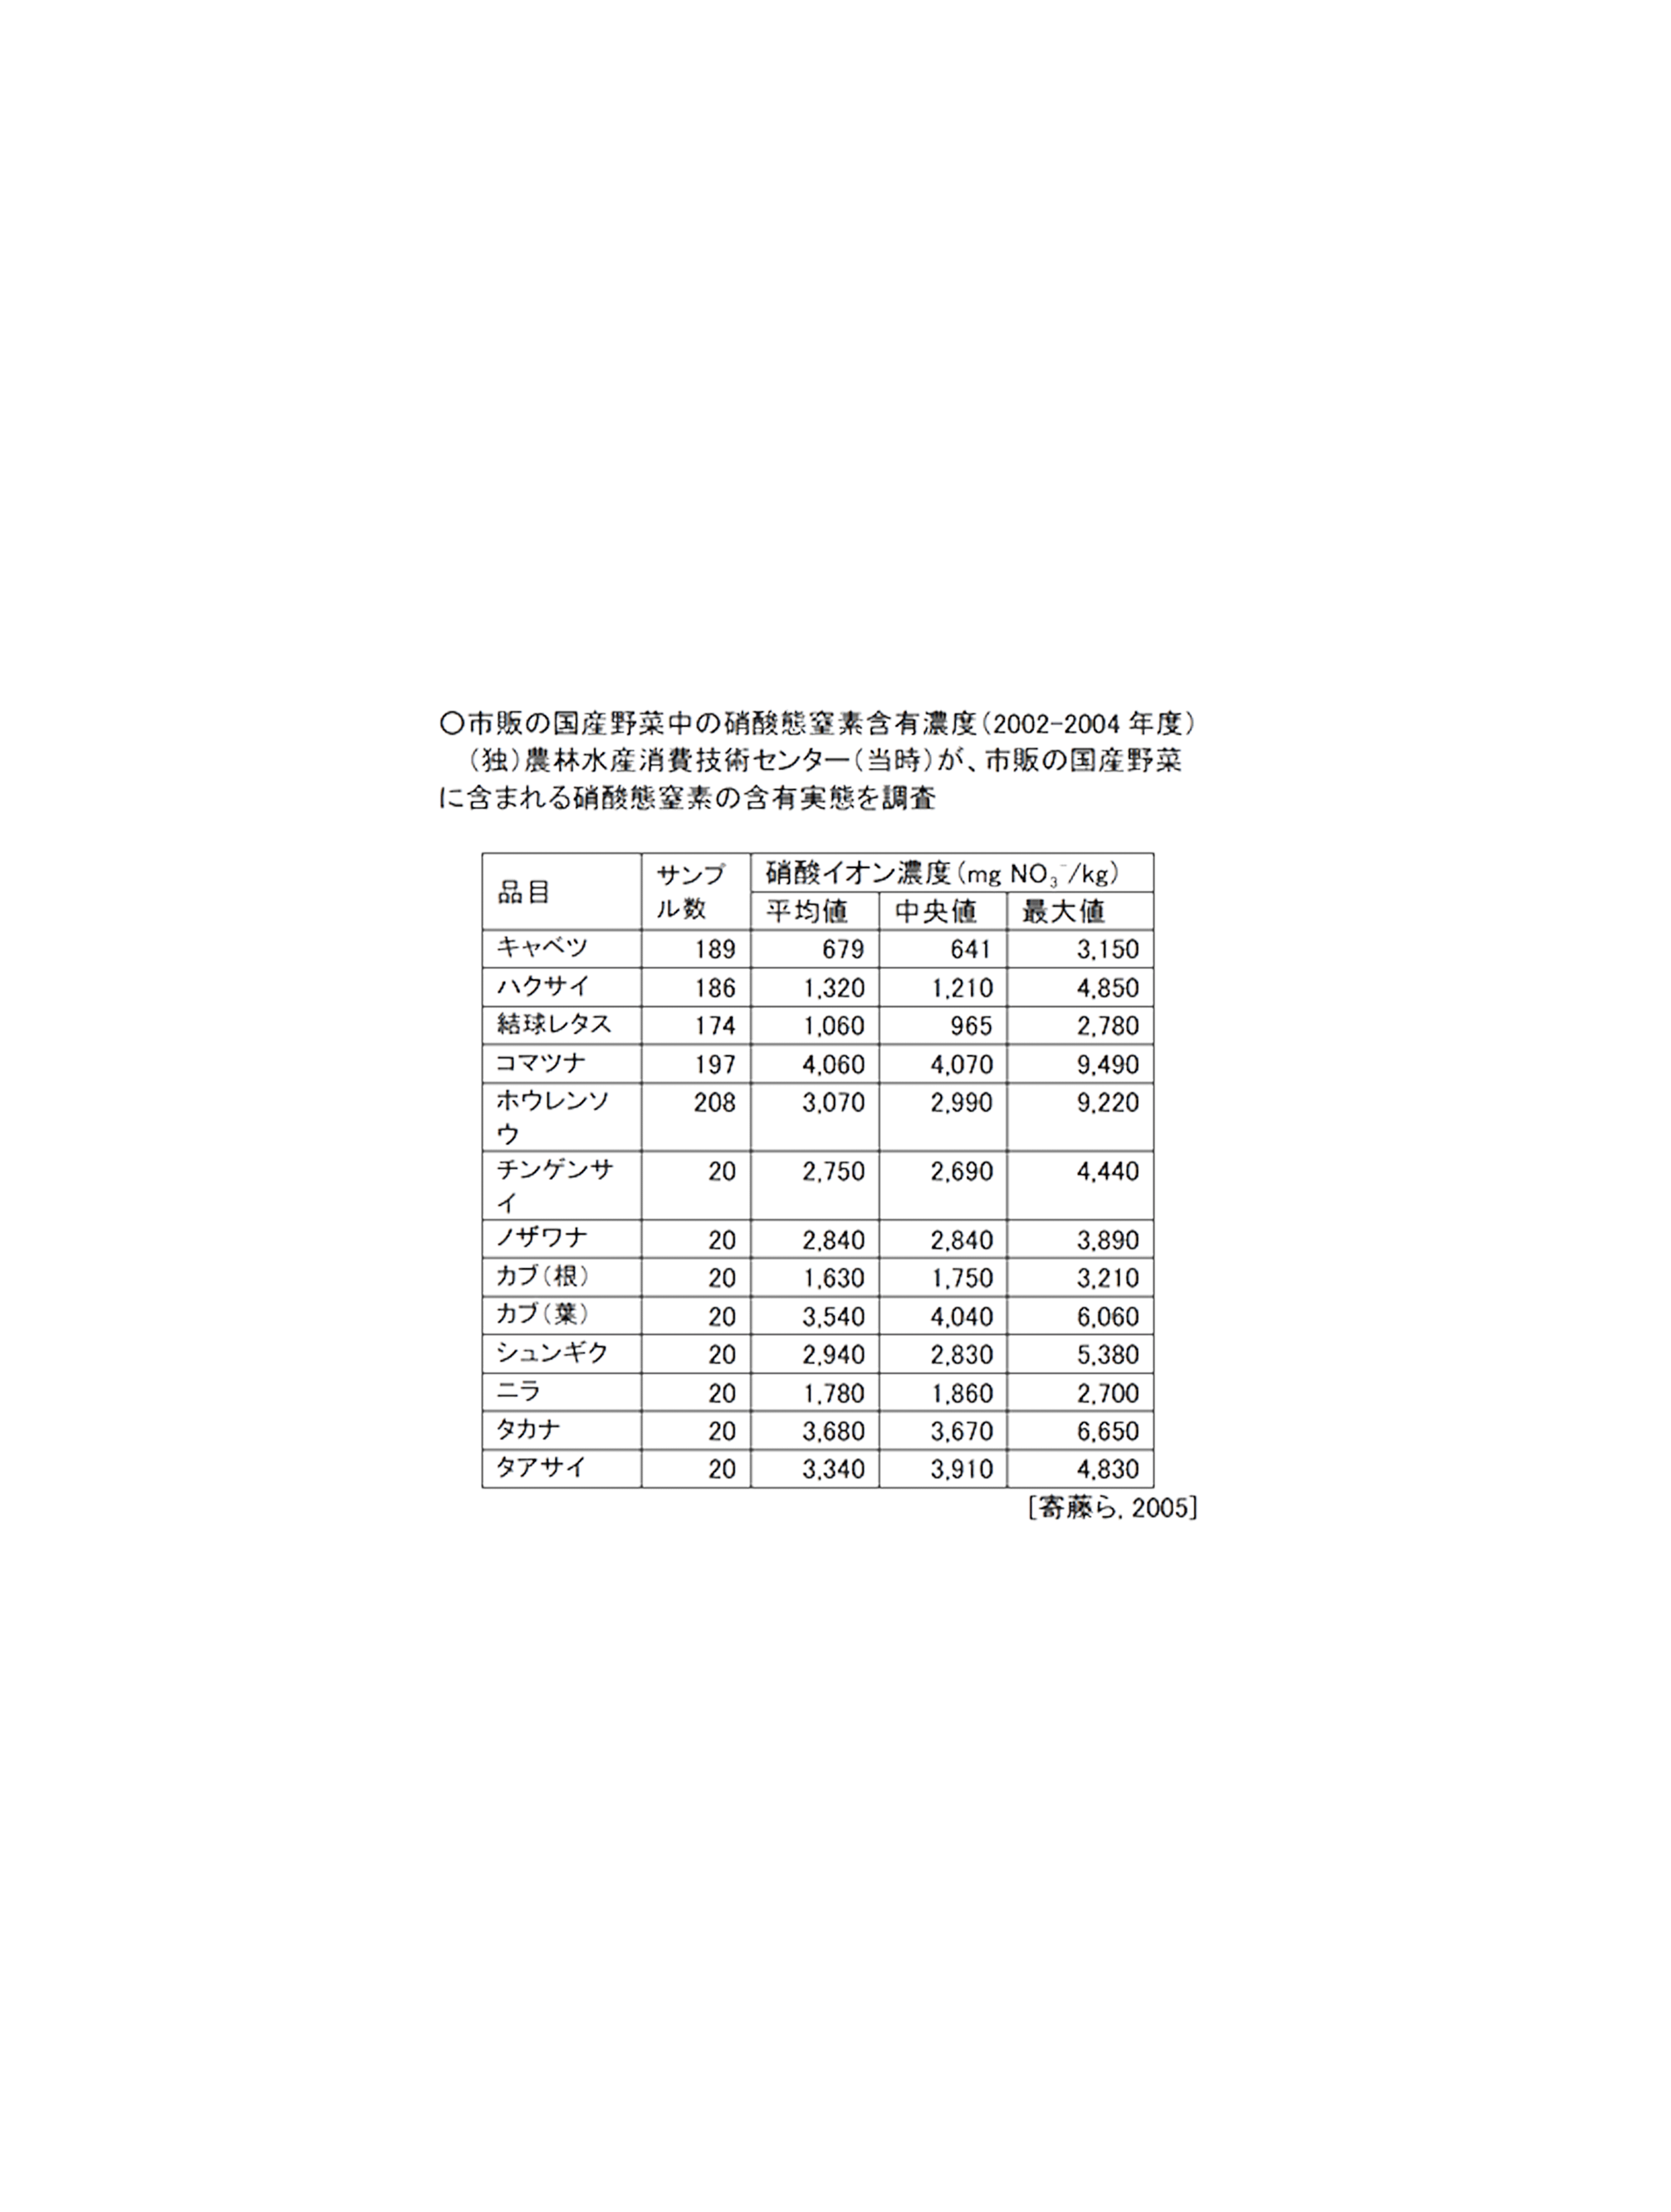 〇市販の国産野菜中の硝酸態窒素含有濃度(2002-2004 年度)
(独)農林水産消費技術センター(当時)が、市販の国産野菜
に含まれる硝酸態窒素の含有実態を調査
品目 サンプ 硝酸イオン濃度(mg NO₃⁻/kg)
ル数 平均値 中央値 最大値
キャベツ 189 679 641 3,150
ハクサイ 186 1,320 1,210 4,850
結球レタス 174 1,060 965 2,780
コマツナ 197 4,060 4,070 9,490
ホウレンソ 208 3,070 2,990 9,220
ウ
チンゲンサ 20 2,750 2,690 4,440
イ
ノザワナ 20 2,840 2,840 3,890
カブ(根) 20 1,630 1,750 3,210
カブ(葉) 20 3,540 4,040 6,060
シュンギク 20 2,940 2,830 5,380
ニラ 20 1,780 1,860 2,700
タカナ 20 3,680 3,670 6,650
タアサイ 20 3,340 3,910 4,830
[寄藤ら, 2005]